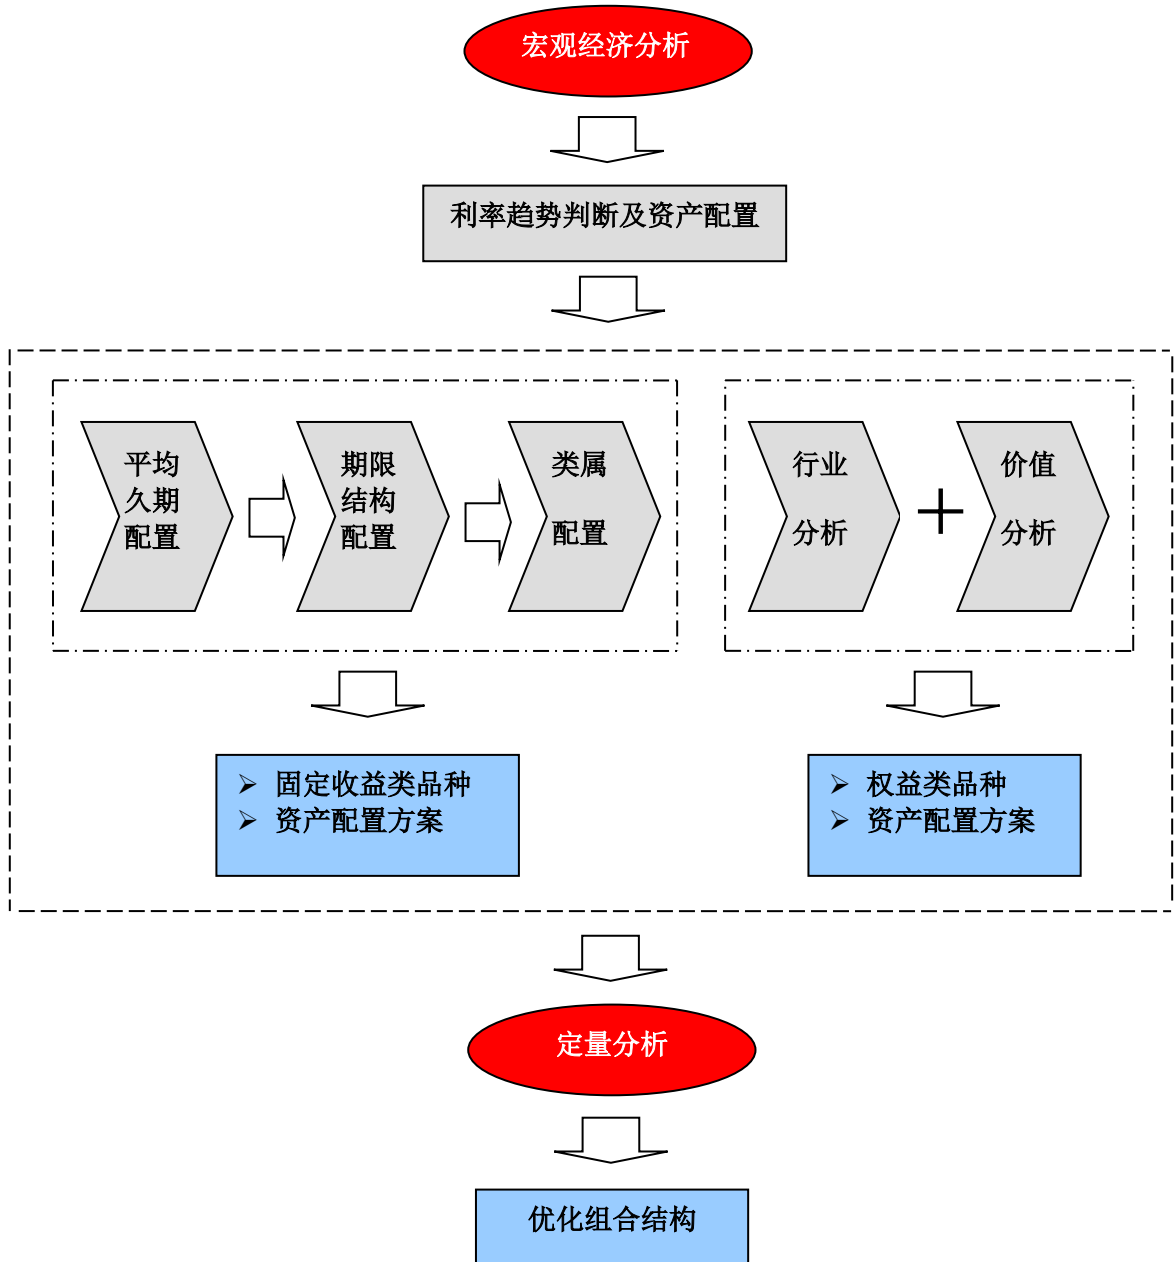 宏观经济分析
利率趋势判断及资产配置
平均
久期
配置
期限
结构
配置
类属
配置
行业
分析
价值
分析
固定收益类品种
资产配置方案
权益类品种
资产配置方案
定量分析
优化组合结构